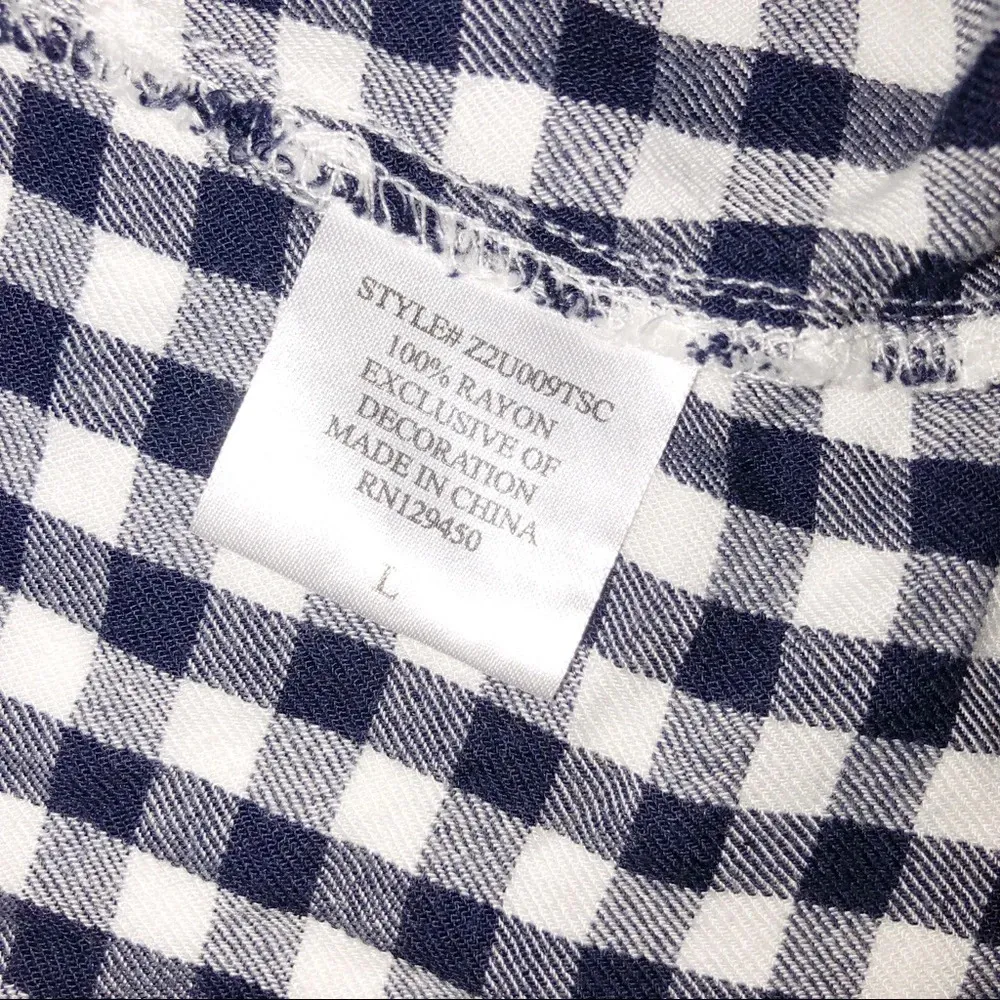 STYLE# Z2U009TSC
100% RAYON
EXCLUSIVE OF
DECORATION
MADE IN CHINA
RN129450
L